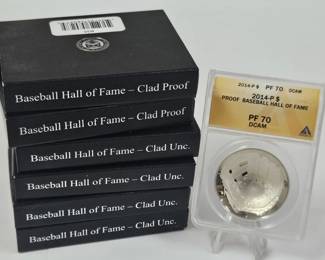 Baseball Hall of Fame – Clad Proof
Baseball Hall of Fame – Clad Proof
Baseball Hall of Fame – Clad Unc.
Baseball Hall of Fame – Clad Unc.
Baseball Hall of Fame – Clad Unc.
Baseball Hall of Fame – Clad Unc.
2014-P $ PF 70 DCAM
2014-P $
PROOF BASEBALL HALL OF FAME
PF 70
DCAM